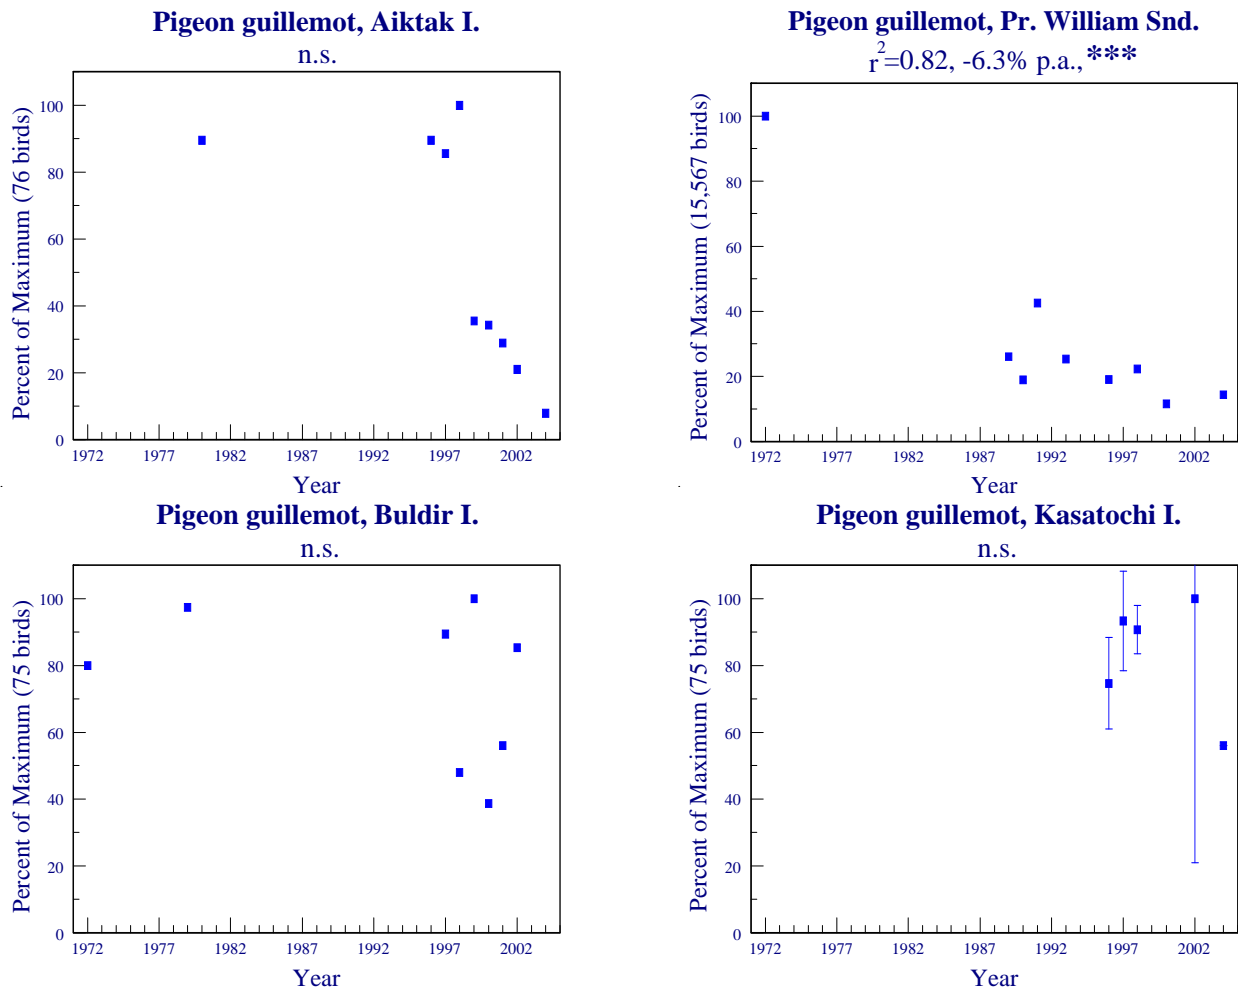 Pigeon guillemot, Aiktak I.
n.s.
Percent of Maximum (76 birds)
100
80
60
40
20
0
1972 1977 1982 1987 1992 1997 2002
Year
Pigeon guillemot, Pr. William Snd.
r²=0.82, -6.3% p.a.,***
Percent of Maximum (15,567 birds)
100
80
60
40
20
0
1972 1977 1982 1987 1992 1997 2002
Year
Pigeon guillemot, Buldir I.
n.s.
Percent of Maximum (75 birds)
100
80
60
40
20
0
1972 1977 1982 1987 1992 1997 2002
Year
Pigeon guillemot, Kasatochi I.
n.s.
Percent of Maximum (75 birds)
100
80
60
40
20
0
1972 1977 1982 1987 1992 1997 2002
Year